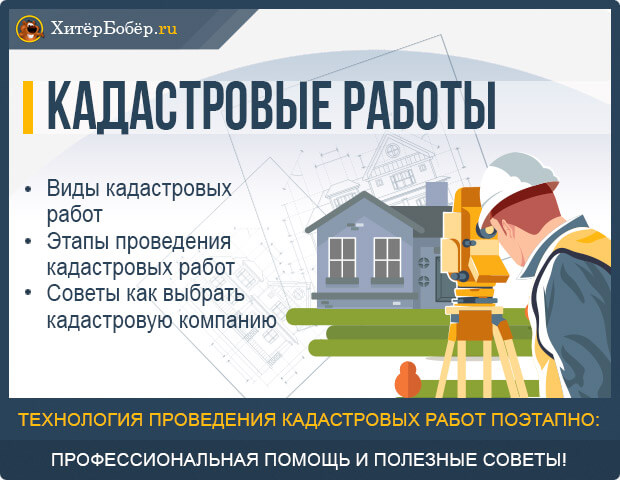 ХитёрБобёр.ru
КАДАСТРОВЫЕ РАБОТЫ
• Виды кадастровых
работ
• Этапы проведения
кадастровых работ
• Советы как выбрать
кадастровую компанию
ТЕХНОЛОГИЯ ПРОВЕДЕНИЯ КАДАСТРОВЫХ РАБОТ ПОЭТАПНО:
ПРОФЕССИОНАЛЬНАЯ ПОМОЩЬ И ПОЛЕЗНЫЕ СОВЕТЫ!